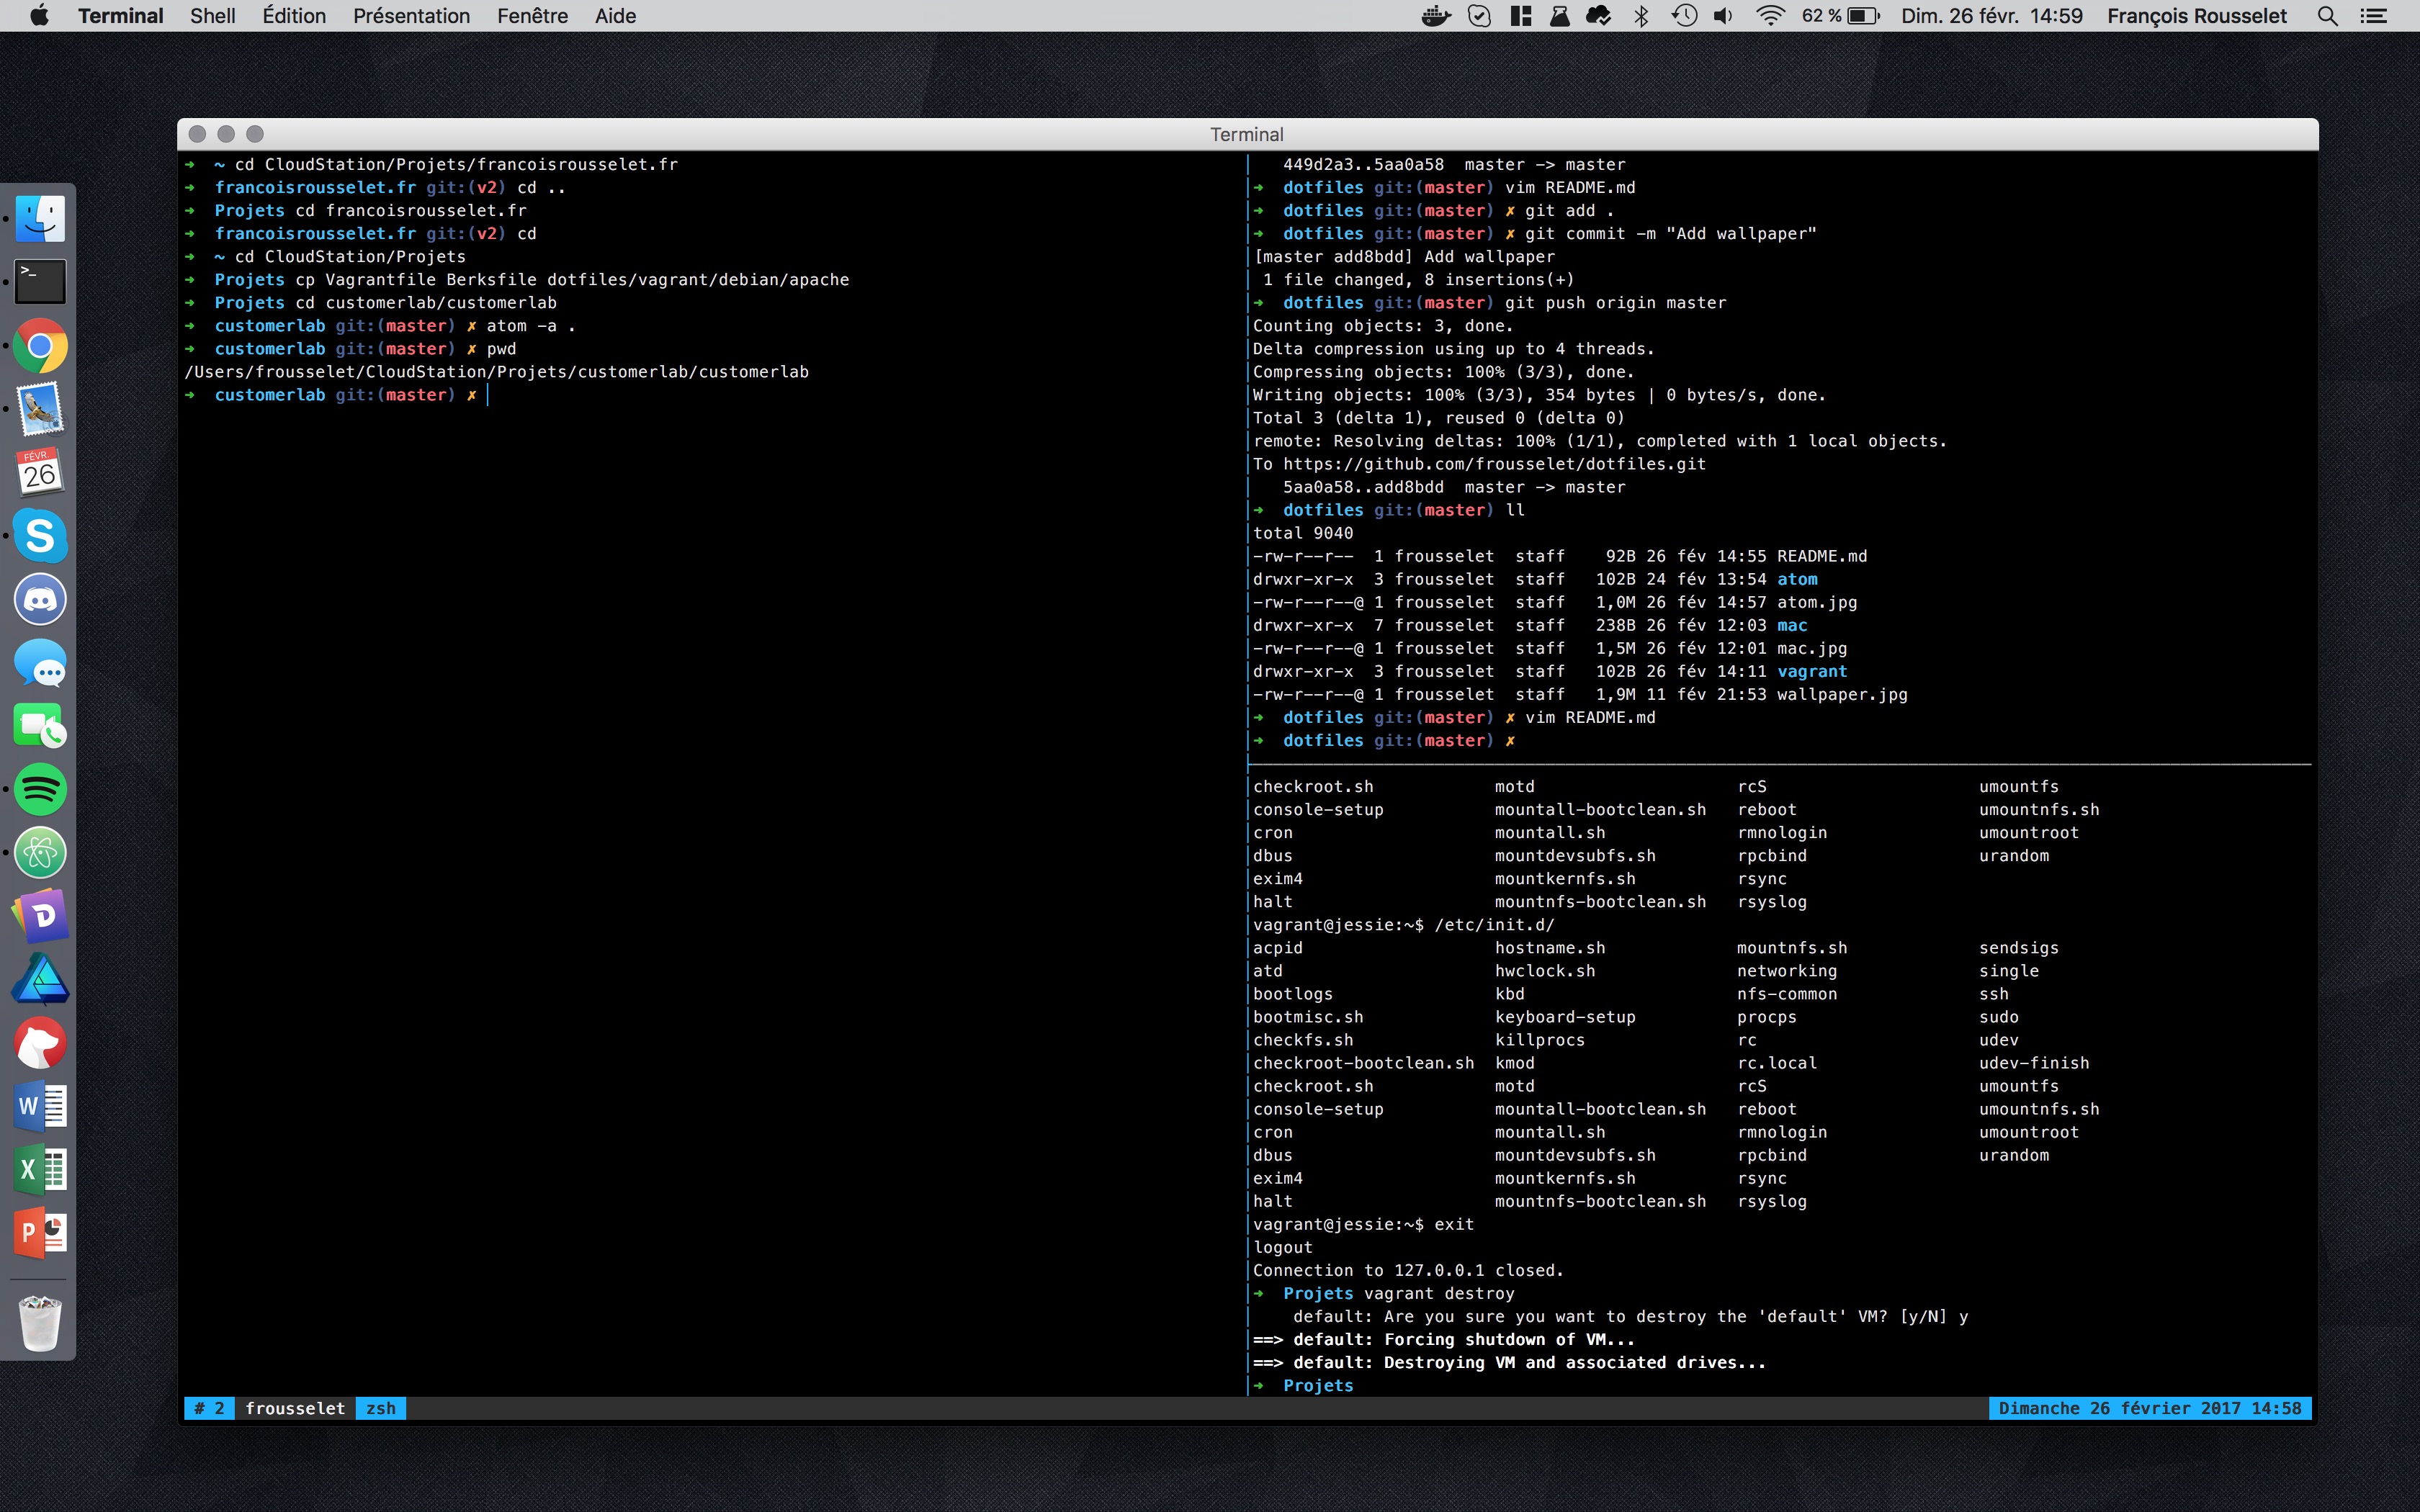 Terminal Shell Édition Présentation Fenêtre Aide 62 % Dim. 26 févr. 14:59 François Rousselet
Terminal
➜ ~ cd CloudStation/Projets/francoisrousselet.fr
➜ francoisrousselet.fr git:(v2) cd ..
➜ Projets cd francoisrousselet.fr
➜ francoisrousselet.fr git:(v2) cd
➜ ~ cd CloudStation/Projets
➜ Projets cp Vagrantfile Berksfile dotfiles/vagrant/debian/apache
➜ Projets cd customerlab/customerlab
➜ customerlab git:(master) ✗ atom -a .
➜ customerlab git:(master) ✗ pwd
/Users/frousselet/CloudStation/Projets/customerlab/customerlab
➜ customerlab git:(master) ✗
449d2a3..5aa0a58 master -> master
➜ dotfiles git:(master) vim README.md
➜ dotfiles git:(master) ✗ git add .
➜ dotfiles git:(master) ✗ git commit -m "Add wallpaper"
[master add8bdd] Add wallpaper
1 file changed, 8 insertions(+)
➜ dotfiles git:(master) git push origin master
Counting objects: 3, done.
Delta compression using up to 4 threads.
Compressing objects: 100% (3/3), done.
Writing objects: 100% (3/3), 354 bytes | 0 bytes/s, done.
Total 3 (delta 1), reused 0 (delta 0)
remote: Resolving deltas: 100% (1/1), completed with 1 local objects.
To https://github.com/frousselet/dotfiles.git
5aa0a58..add8bdd master -> master
➜ dotfiles git:(master) ll
total 9040
-rw-r--r-- 1 frousselet staff 92B 26 fév 14:55 README.md
drwxr-xr-x 3 frousselet staff 102B 24 fév 13:54 atom
-rw-r--r--@ 1 frousselet staff 1,0M 26 fév 14:57 atom.jpg
drwxr-xr-x 7 frousselet staff 238B 26 fév 12:03 mac
-rw-r--r--@ 1 frousselet staff 1,5M 26 fév 12:01 mac.jpg
drwxr-xr-x 3 frousselet staff 102B 26 fév 14:11 vagrant
-rw-r--r--@ 1 frousselet staff 1,9M 11 fév 21:53 wallpaper.jpg
➜ dotfiles git:(master) ✗ vim README.md
➜ dotfiles git:(master) ✗
checkroot.sh motd rcS umountfs
console-setup mountall-bootclean.sh reboot umountnfs.sh
cron mountall.sh rmnologin umountroot
dbus mountdevsubfs.sh rpcbind urandom
exim4 mountkernfs.sh rsync
halt mountnfs-bootclean.sh rsyslog
vagrant@jessie:~$ /etc/init.d/
acpid hostname.sh mountnfs.sh sendsigs
atd hwclock.sh networking single
bootlogs kbd nfs-common ssh
bootmisc.sh keyboard-setup procps sudo
checkfs.sh killprocs rc udev
checkroot-bootclean.sh kmod rc.local udev-finish
checkroot.sh motd rcS umountfs
console-setup mountall-bootclean.sh reboot umountnfs.sh
cron mountall.sh rmnologin umountroot
dbus mountdevsubfs.sh rpcbind urandom
exim4 mountkernfs.sh rsync
halt mountnfs-bootclean.sh rsyslog
vagrant@jessie:~$ exit
logout
Connection to 127.0.0.1 closed.
➜ Projets vagrant destroy
default: Are you sure you want to destroy the 'default' VM? [y/N] y
==> default: Forcing shutdown of VM...
==> default: Destroying VM and associated drives...
➜ Projets
# 2 frousselet zsh Dimanche 26 février 2017 14:58
>_
FÉVR.
26
S
D
W
X
P